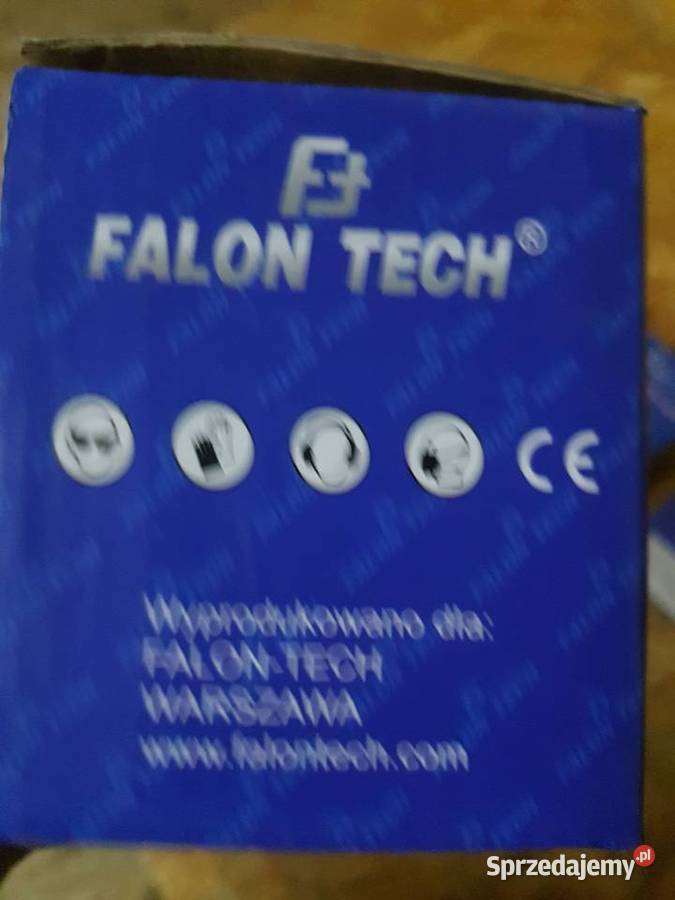 FALON TECH®
CE
Wyprodukowano dla:
FALON-TECH
WARSZAWA
www.falontech.com
Sprzedajemy.pl